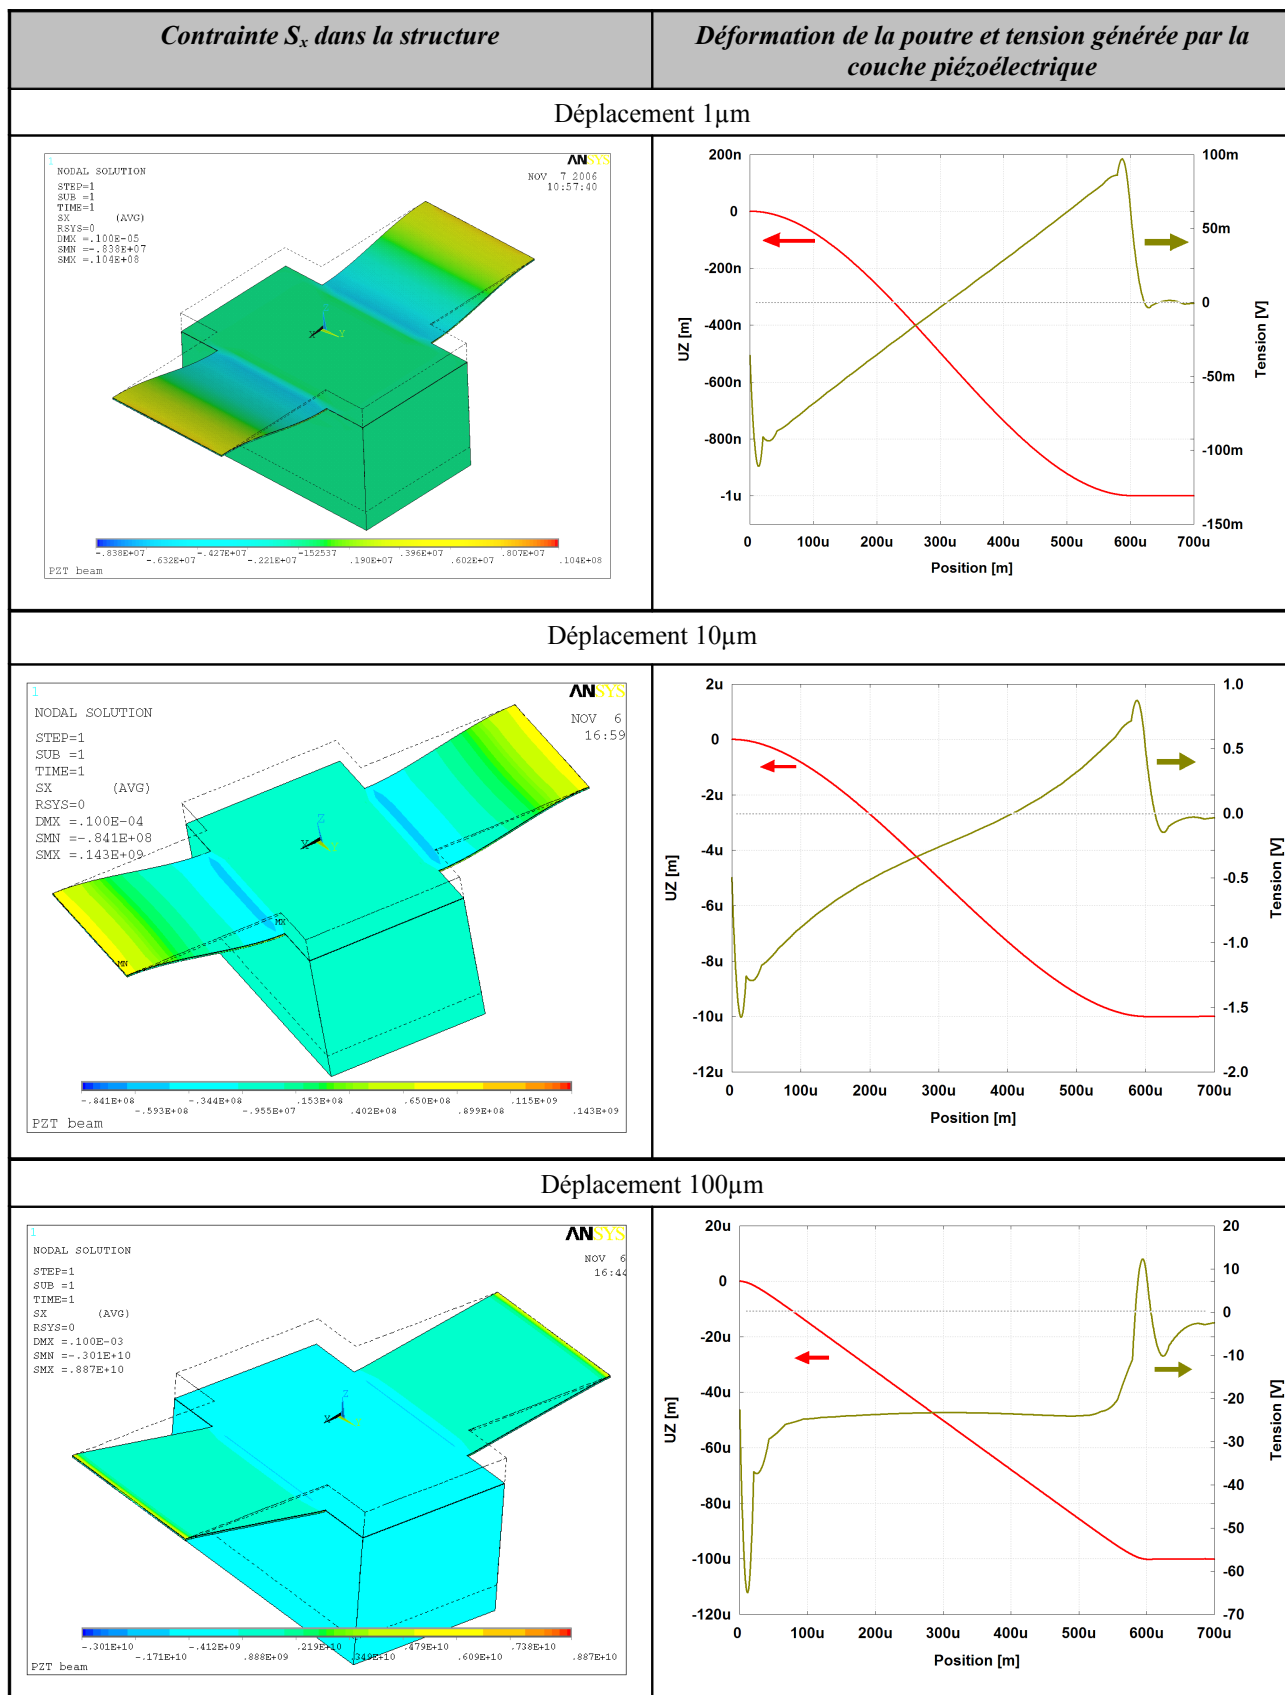 Contrainte Sx dans la structure
Déformation de la poutre et tension générée par la
couche piézoélectrique
Déplacement 1µm
1
ANSYS
NODAL SOLUTION
NOV 7 2006
10:57:40
STEP=1
SUB =1
TIME=1
SX (AVG)
RSYS=0
DMX =.100E-05
SMN =-.838E+07
SMX =.104E+08
Z
X
Y
-.838E+07 -.427E+07 -152537 .396E+07 .807E+07
-.632E+07 -.221E+07 .190E+07 .602E+07 .104E+08
PZT beam
200n
0
-200n
-400n
-600n
-800n
-1u
UZ [m]
100m
50m
0
-50m
-100m
-150m
Tension [V]
0 100u 200u 300u 400u 500u 600u 700u
Position [m]
Déplacement 10µm
1
ANSYS
NODAL SOLUTION
NOV 6
16:59
STEP=1
SUB =1
TIME=1
SX (AVG)
RSYS=0
DMX =.100E-04
SMN =-.841E+08
SMX =.143E+09
Z
X
MX
MN
-.841E+08 -.344E+08 .153E+08 .650E+08 .115E+09
-.593E+08 -.955E+07 .402E+08 .899E+08 .143E+09
PZT beam
2u
0
-2u
-4u
-6u
-8u
-10u
-12u
UZ [m]
1.0
0.5
0.0
-0.5
-1.0
-1.5
-2.0
Tension [V]
0 100u 200u 300u 400u 500u 600u 700u
Position [m]
Déplacement 100µm
1
ANSYS
NODAL SOLUTION
NOV 6
16:44
STEP=1
SUB =1
TIME=1
SX (AVG)
RSYS=0
DMX =.100E-03
SMN =-.301E+10
SMX =.887E+10
Z
X
-.301E+10 -.412E+09 .219E+10 .479E+10 .738E+10
-.171E+10 .888E+09 .349E+10 .609E+10 .887E+10
PZT beam
20u
0
-20u
-40u
-60u
-80u
-100u
-120u
UZ [m]
20
10
0
-10
-20
-30
-40
-50
-60
-70
Tension [V]
0 100u 200u 300u 400u 500u 600u 700u
Position [m]